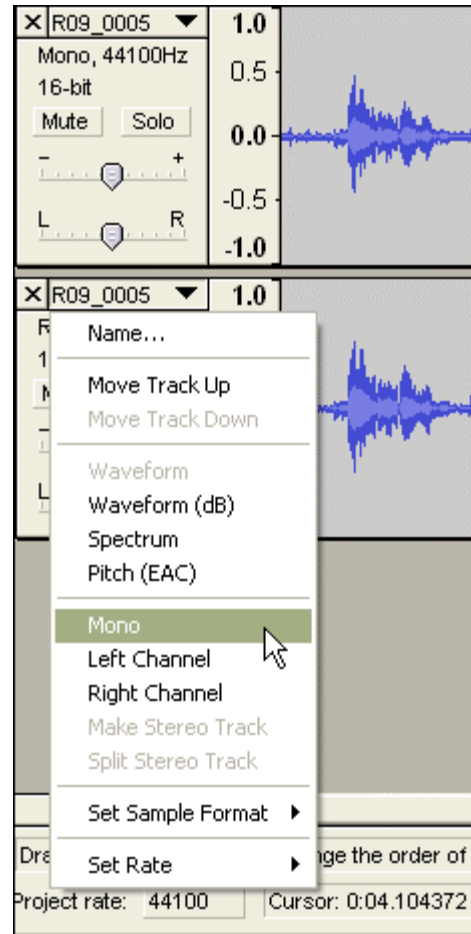 X R09_0005 1.0
Mono, 44100Hz
0.5
16-bit
Mute Solo
0.0
- +
-0.5
L R
-1.0
X R09_0005 1.0
R
Name...
1
Move Track Up
M
Move Track Down
Waveform
L
Waveform (dB)
Spectrum
Pitch (EAC)
Mono
Left Channel
Right Channel
Make Stereo Track
Split Stereo Track
Set Sample Format
Dra
nge the order of
Set Rate
Project rate: 44100 Cursor: 0:04.104372